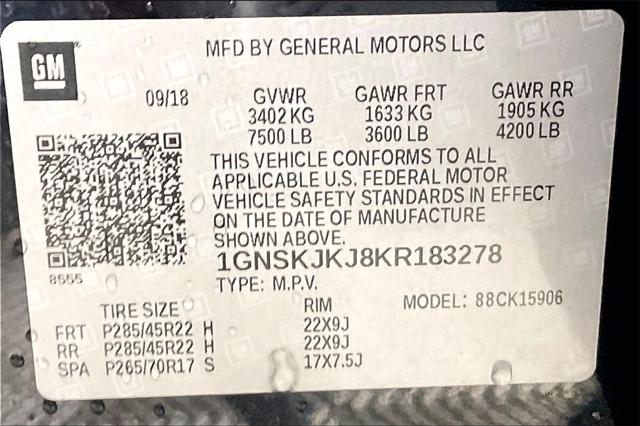 GM
MFD BY GENERAL MOTORS LLC
09/18
GVWR GAWR FRT GAWR RR
3402 KG 1633 KG 1905 KG
7500 LB 3600 LB 4200 LB
THIS VEHICLE CONFORMS TO ALL
APPLICABLE U.S. FEDERAL MOTOR
VEHICLE SAFETY STANDARDS IN EFFECT
ON THE DATE OF MANUFACTURE
SHOWN ABOVE.
1GNSKJKJ8KR183278
8555
TYPE: M.P.V.
MODEL: 88CK15906
TIRE SIZE RIM
FRT P285/45R22 H 22X9J
RR P285/45R22 H 22X9J
SPA P265/70R17 S 17X7.5J